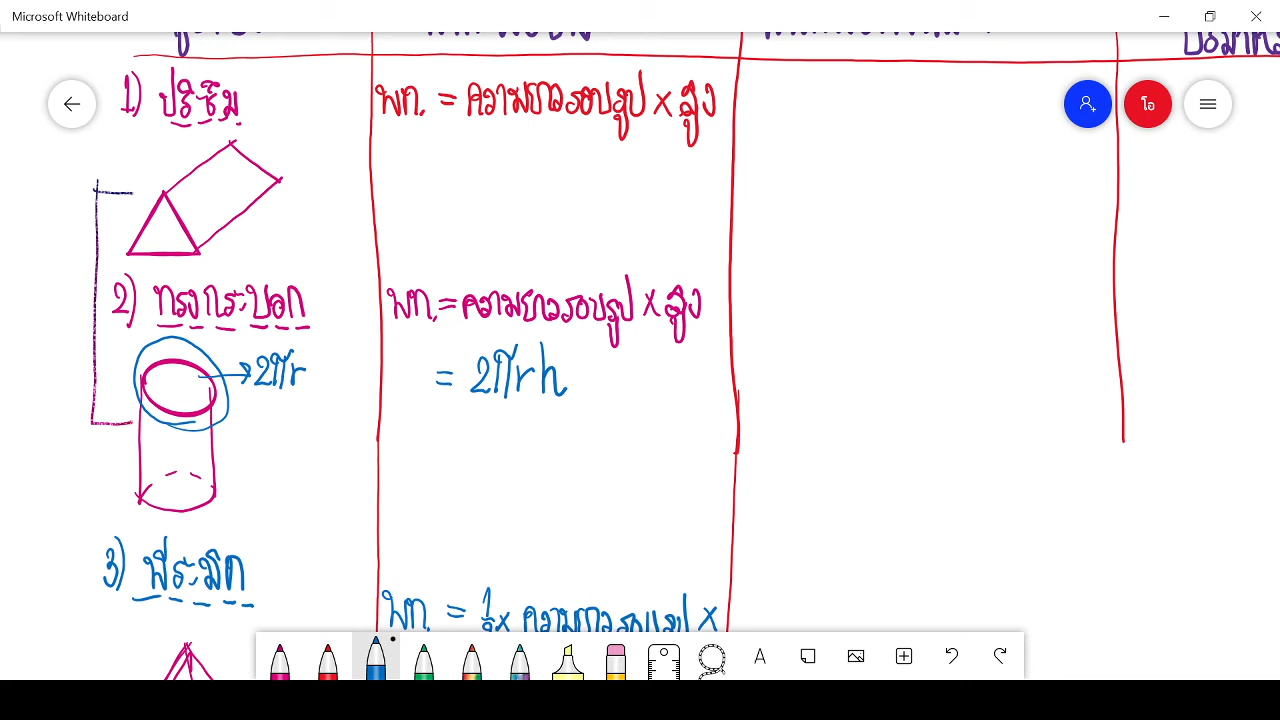 Microsoft Whiteboard
1) ปริซึม
พท. = ความยาวรอบรูป × สูง
โอ
2) ทรงกระบอก
พท. = ความยาวรอบรูป × สูง
2πr
= 2πrh
3) พีระมิด
พท. = 1/2 × ความยาวรอบรูป ×
A